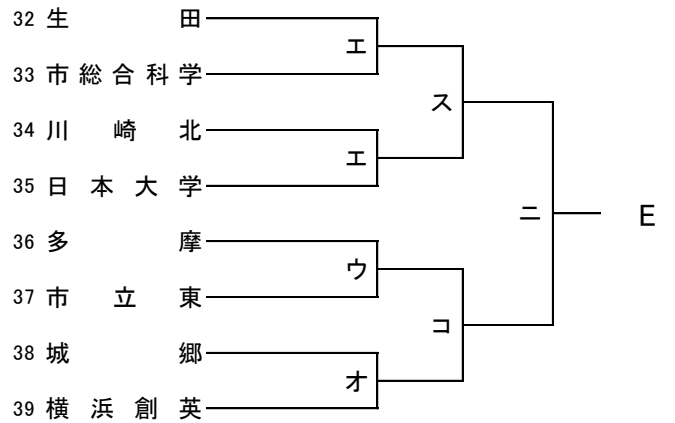 32 生田
エ
33 市総合科学
ス
34 川崎北
エ
35 日本大学
ニ E
36 多摩
ウ
37 市立東
コ
38 城郷
オ
39 横浜創英